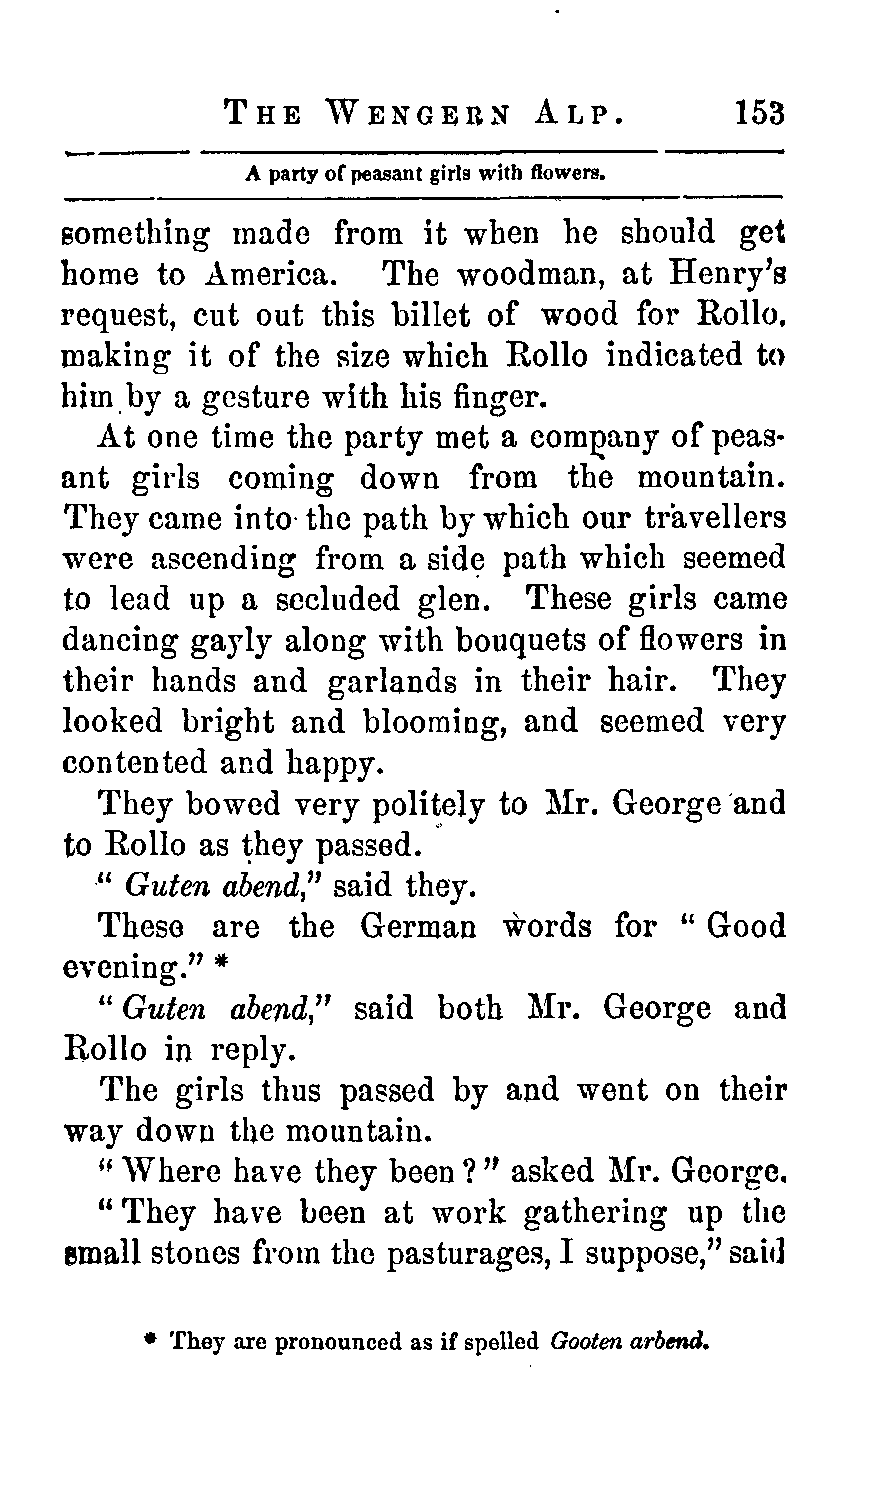 THE WENGERN ALP. 153
A party of peasant girls with flowers.
something made from it when he should get
home to America. The woodman, at Henry's
request, cut out this billet of wood for Rollo,
making it of the size which Rollo indicated to
him by a gesture with his finger.
At one time the party met a company of peas-
ant girls coming down from the mountain.
They came into the path by which our travellers
were ascending from a side path which seemed
to lead up a secluded glen. These girls came
dancing gayly along with bouquets of flowers in
their hands and garlands in their hair. They
looked bright and blooming, and seemed very
contented and happy.
They bowed very politely to Mr. George and
to Rollo as they passed.
" Guten abend," said they.
These are the German words for " Good
evening." *
" Guten abend," said both Mr. George and
Rollo in reply.
The girls thus passed by and went on their
way down the mountain.
" Where have they been ? " asked Mr. George.
" They have been at work gathering up the
small stones from the pasturages, I suppose," said
* They are pronounced as if spelled Gooten arbend.